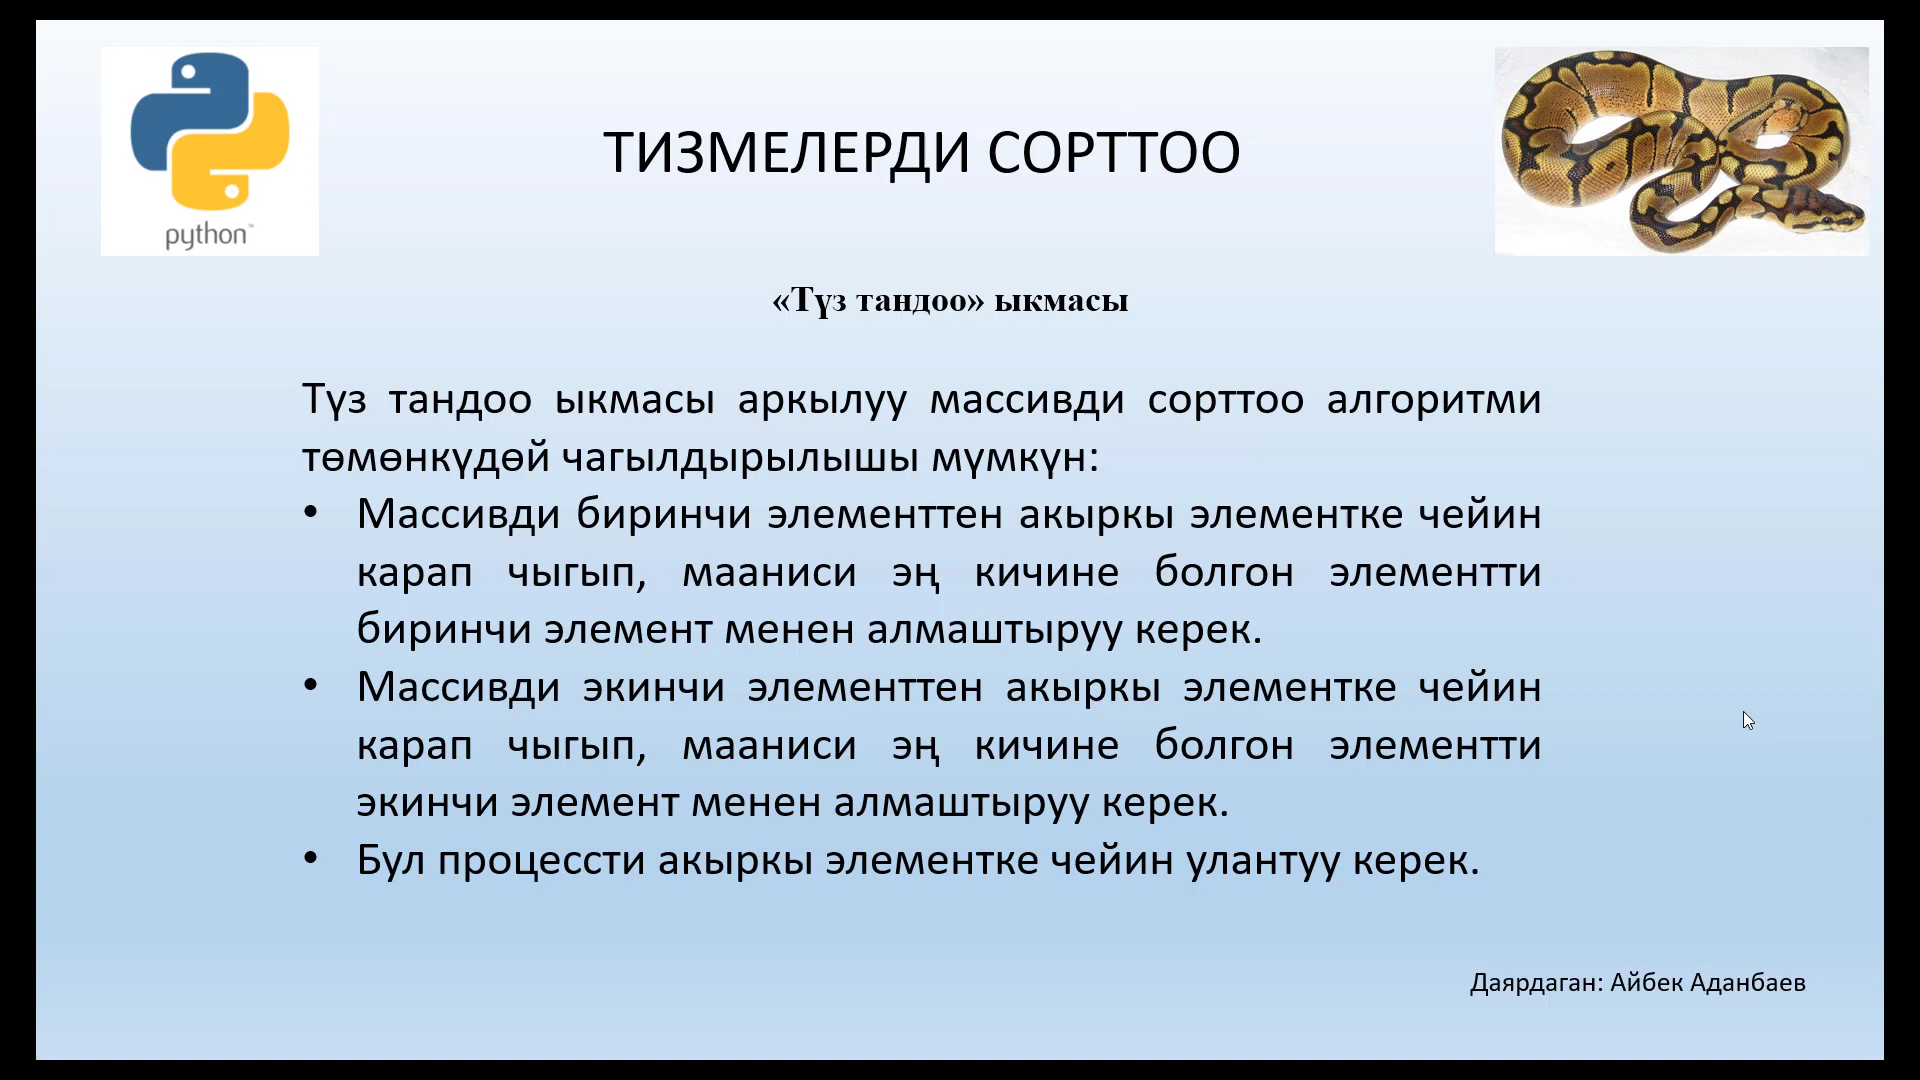 python™
ТИЗМЕЛЕРДИ СОРТТОО
«Түз тандоо» ыкмасы
Түз тандоо ыкмасы аркылуу массивди сорттоо алгоритми
төмөнкүдөй чагылдырылышы мүмкүн:
• Массивди биринчи элементтен акыркы элементке чейин
карап чыгып, мааниси эң кичине болгон элементти
биринчи элемент менен алмаштыруу керек.
• Массивди экинчи элементтен акыркы элементке чейин
карап чыгып, мааниси эң кичине болгон элементти
экинчи элемент менен алмаштыруу керек.
• Бул процессти акыркы элементке чейин улантуу керек.
Даярдаган: Айбек Аданбаев